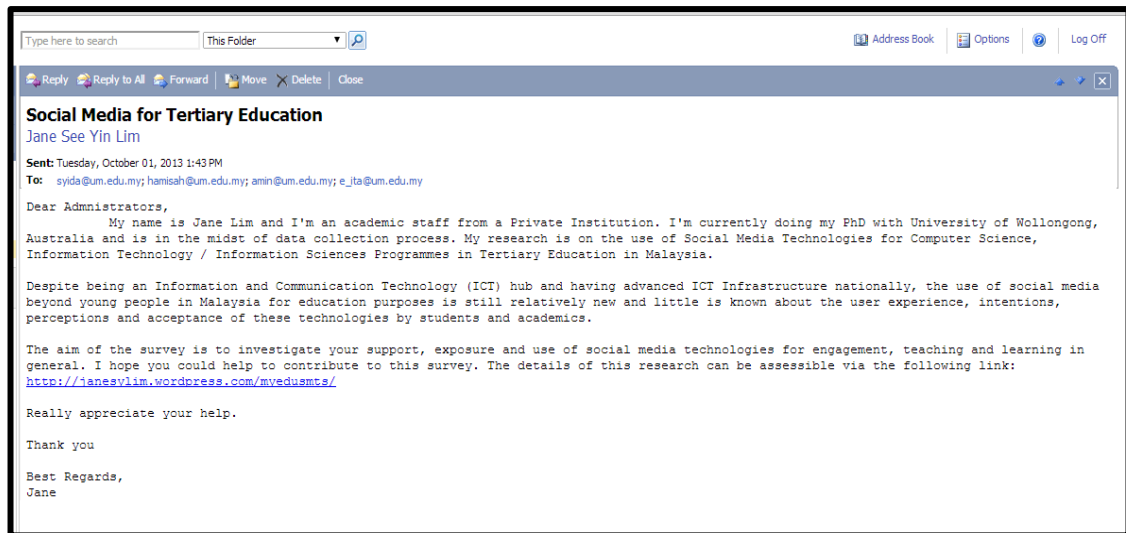 Type here to search This Folder Address Book Options Log Off
Reply Reply to All Forward Move Delete Close
Social Media for Tertiary Education
Jane See Yin Lim
Sent: Tuesday, October 01, 2013 1:43 PM
To: syida@um.edu.my; hamisah@um.edu.my; amin@um.edu.my; e_jta@um.edu.my
Dear Admnistrators,
My name is Jane Lim and I'm an academic staff from a Private Institution. I'm currently doing my PhD with University of Wollongong,
Australia and is in the midst of data collection process. My research is on the use of Social Media Technologies for Computer Science,
Information Technology / Information Sciences Programmes in Tertiary Education in Malaysia.
Despite being an Information and Communication Technology (ICT) hub and having advanced ICT Infrastructure nationally, the use of social media
beyond young people in Malaysia for education purposes is still relatively new and little is known about the user experience, intentions,
perceptions and acceptance of these technologies by students and academics.
The aim of the survey is to investigate your support, exposure and use of social media technologies for engagement, teaching and learning in
general. I hope you could help to contribute to this survey. The details of this research can be assessible via the following link:
http://janesylim.wordpress.com/myedusmts/
Really appreciate your help.
Thank you
Best Regards,
Jane